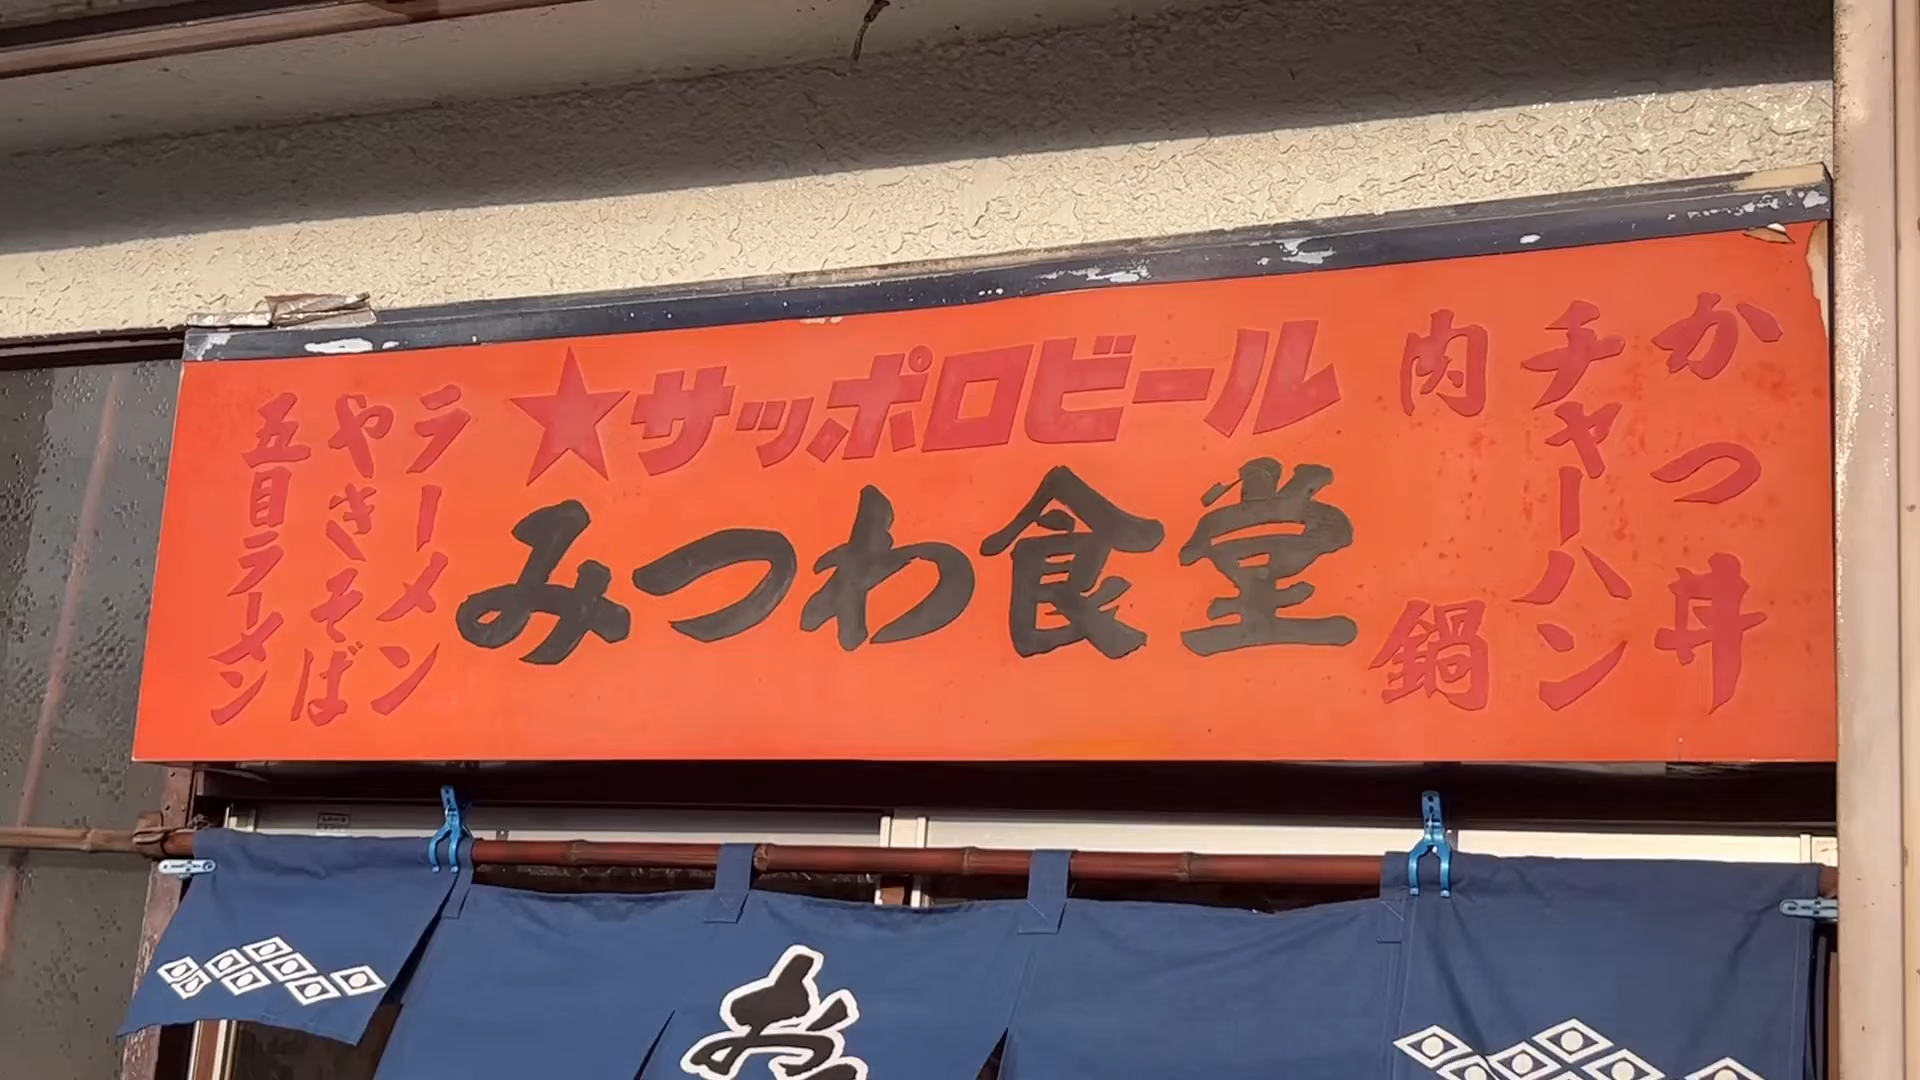 ★サッポロビール
みつわ食堂
かつ丼
チャーハン
肉鍋
ラーメン
やきそば
五目ラーメン
お